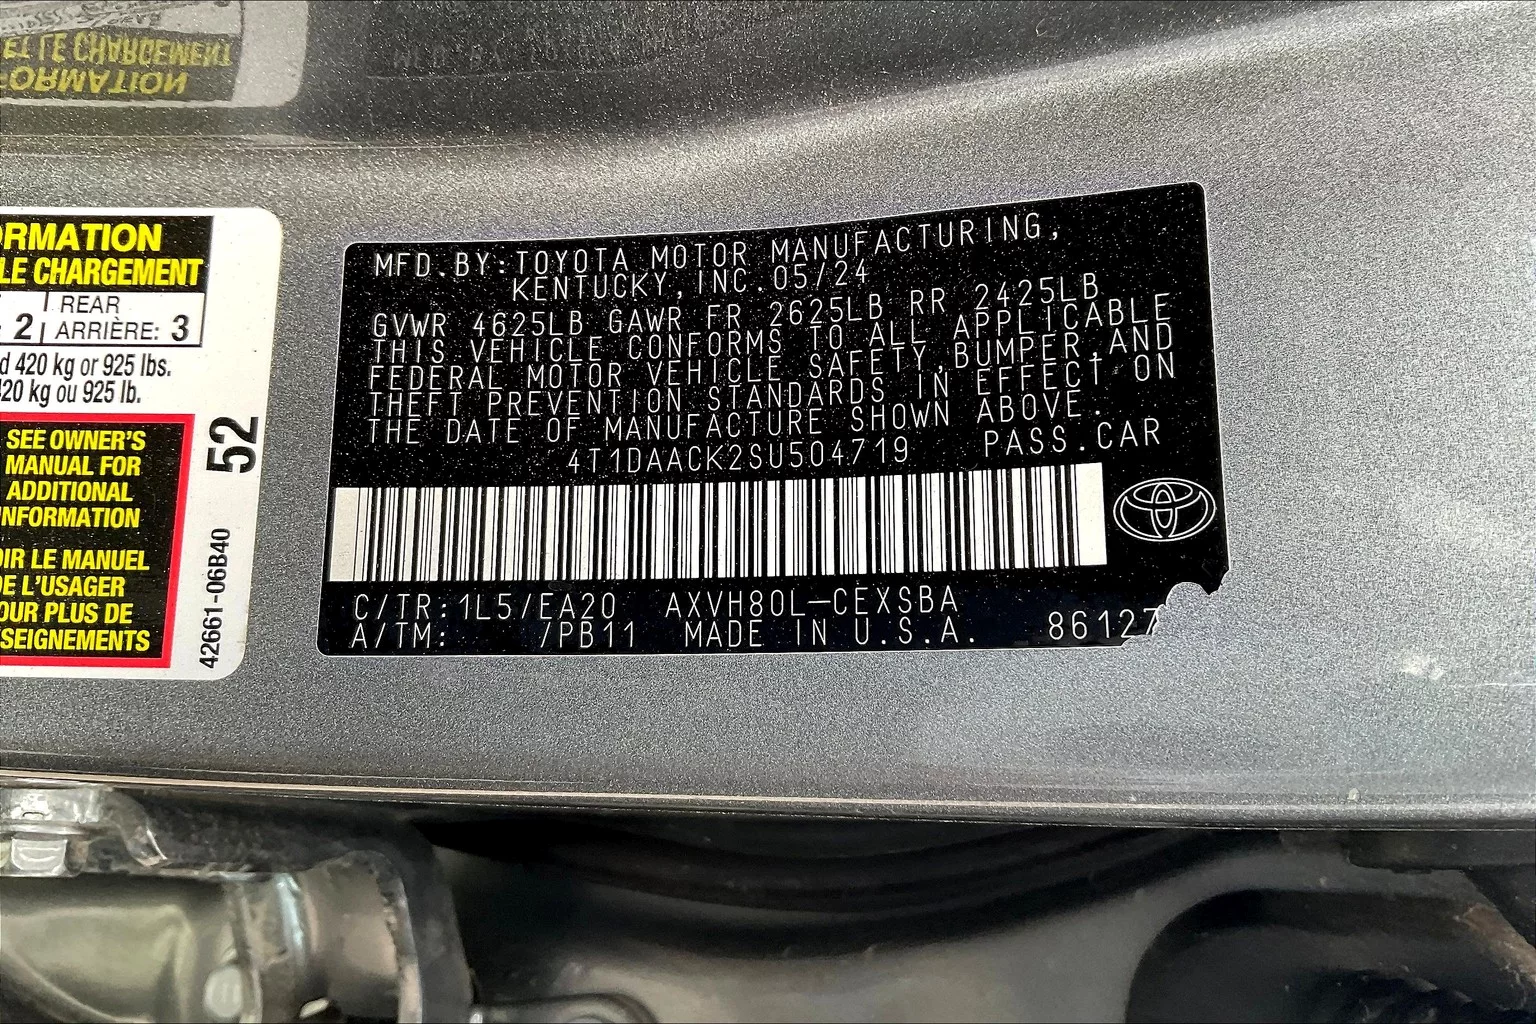 ET LE CHARGEMENT
FORMATION
ORMATION
LE CHARGEMENT
2 REAR
ARRIÈRE: 3
d 420 kg or 925 lbs.
420 kg ou 925 lb.
SEE OWNER'S
MANUAL FOR
ADDITIONAL
INFORMATION
OIR LE MANUEL
DE L'USAGER
OUR PLUS DE
SEIGNEMENTS
52
42661-06B40
MFD.BY:TOYOTA MOTOR MANUFACTURING,
KENTUCKY,INC.05/24
GVWR 4625LB GAWR FR 2625LB RR 2425LB
THIS VEHICLE CONFORMS TO ALL APPLICABLE
FEDERAL MOTOR VEHICLE SAFETY,BUMPER,AND
THEFT PREVENTION STANDARDS IN EFFECT ON
THE DATE OF MANUFACTURE SHOWN ABOVE.
4T1DAACK2SU504719 PASS.CAR
C/TR:1L5/EA20 AXVH80L-CEXSBA
A/TM: /PB11 MADE IN U.S.A. 86127